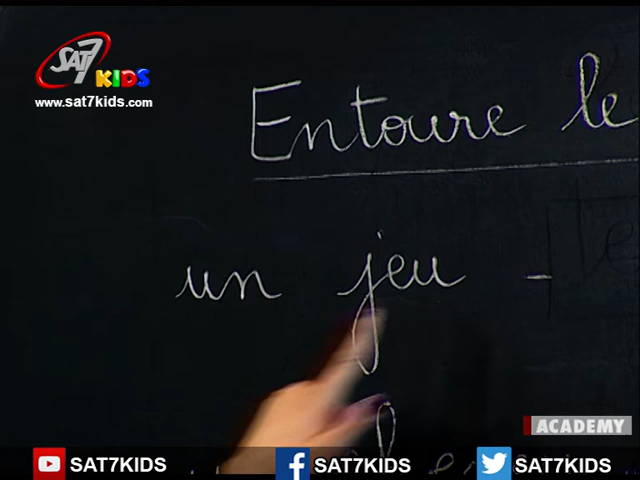 SAT7
KIDS
www.sat7kids.com
Entoure le
un jeu -
ACADEMY
SAT7KIDS
SAT7KIDS
SAT7KIDS